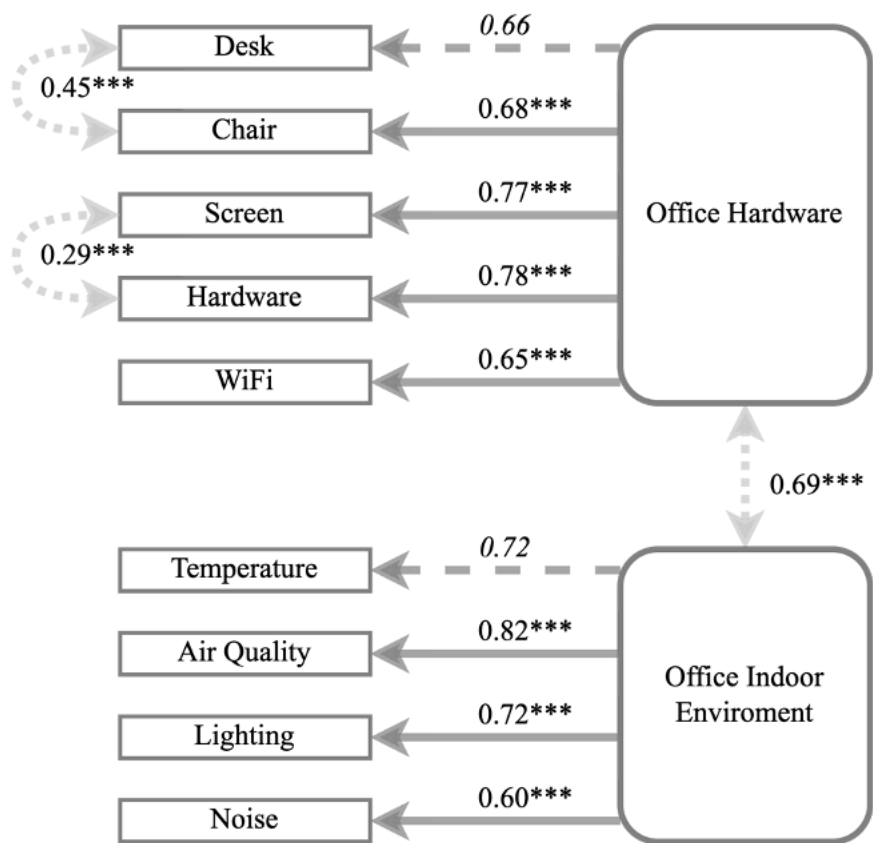 Desk
0.66
0.45***
Chair
0.68***
Screen
0.77***
Office Hardware
0.29***
Hardware
0.78***
WiFi
0.65***
0.69***
Temperature
0.72
Air Quality
0.82***
Office Indoor
Enviroment
Lighting
0.72***
Noise
0.60***